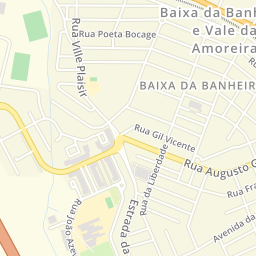 Baixa da Banh
e Vale da
Amoreira
Rua Poeta Bocage
Rua Ville Plaisir
BAIXA DA BANHEIR
Rua Gil Vicente
Rua Augusto G
Rua da Liberdade
Rua Fra
Estrada da
Rua João Azev
Avenida da